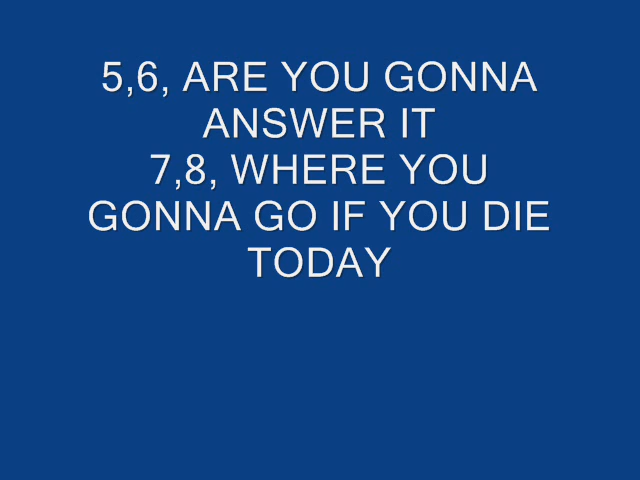 5,6, ARE YOU GONNA
ANSWER IT
7,8, WHERE YOU
GONNA GO IF YOU DIE
TODAY